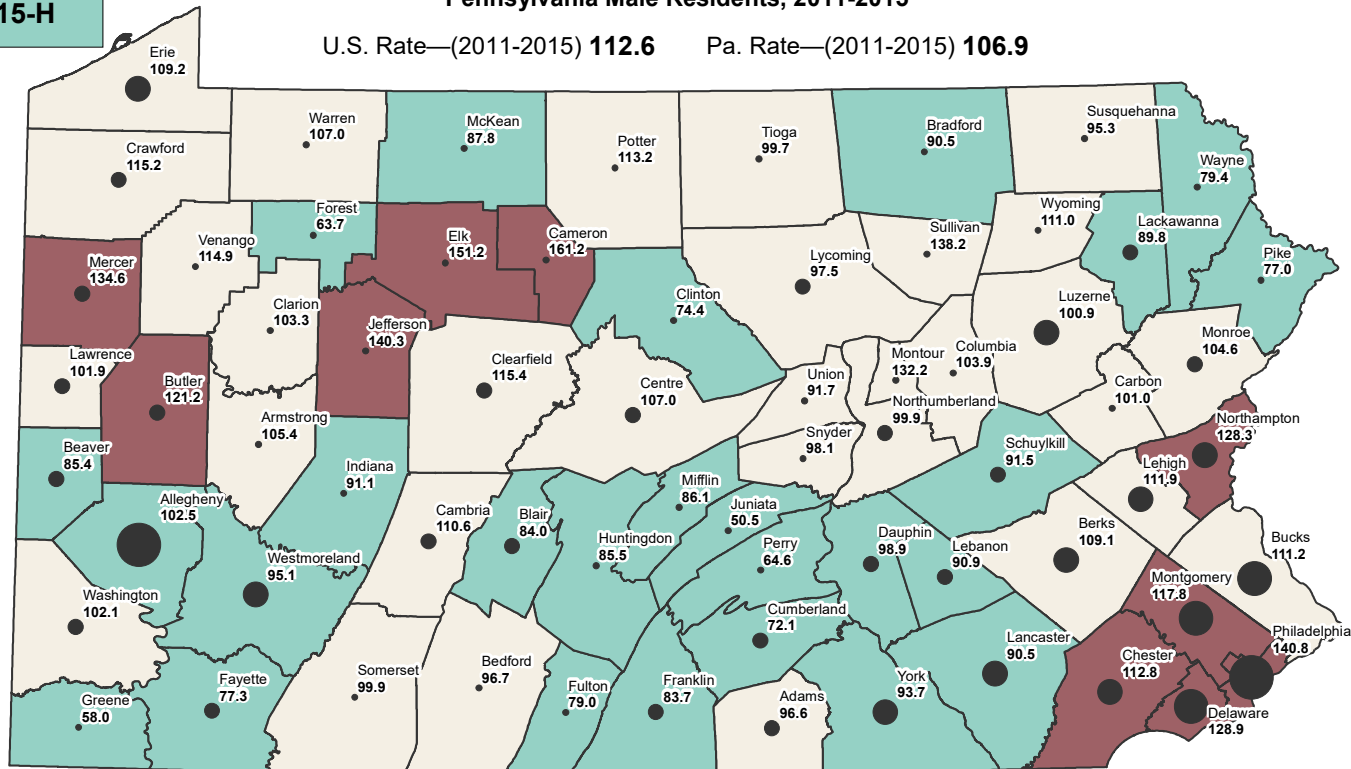 15-H
Pennsylvania Male Residents, 2011-2015
U.S. Rate—(2011-2015) 112.6
Pa. Rate—(2011-2015) 106.9
Erie
109.2
Warren
107.0
McKean
87.8
Potter
113.2
Tioga
99.7
Bradford
90.5
Susquehanna
95.3
Wayne
79.4
Crawford
115.2
Forest
63.7
Venango
114.9
Elk
151.2
Cameron
161.2
Sullivan
138.2
Wyoming
111.0
Lackawanna
89.8
Pike
77.0
Mercer
134.6
Clarion
103.3
Jefferson
140.3
Clinton
74.4
Lycoming
97.5
Luzerne
100.9
Monroe
104.6
Lawrence
101.9
Butler
121.2
Clearfield
115.4
Centre
107.0
Union
91.7
Montour
132.2
Columbia
103.9
Carbon
101.0
Armstrong
105.4
Northumberland
99.9
Northampton
128.3
Beaver
85.4
Indiana
91.1
Snyder
98.1
Schuylkill
91.5
Lehigh
111.9
Allegheny
102.5
Cambria
110.6
Blair
84.0
Mifflin
86.1
Juniata
50.5
Huntingdon
85.5
Perry
64.6
Dauphin
98.9
Lebanon
90.9
Berks
109.1
Bucks
111.2
Westmoreland
95.1
Washington
102.1
Cumberland
72.1
Montgomery
117.8
Philadelphia
140.8
Lancaster
90.5
Chester
112.8
Greene
58.0
Fayette
77.3
Somerset
99.9
Bedford
96.7
Fulton
79.0
Franklin
83.7
Adams
96.6
York
93.7
Delaware
128.9